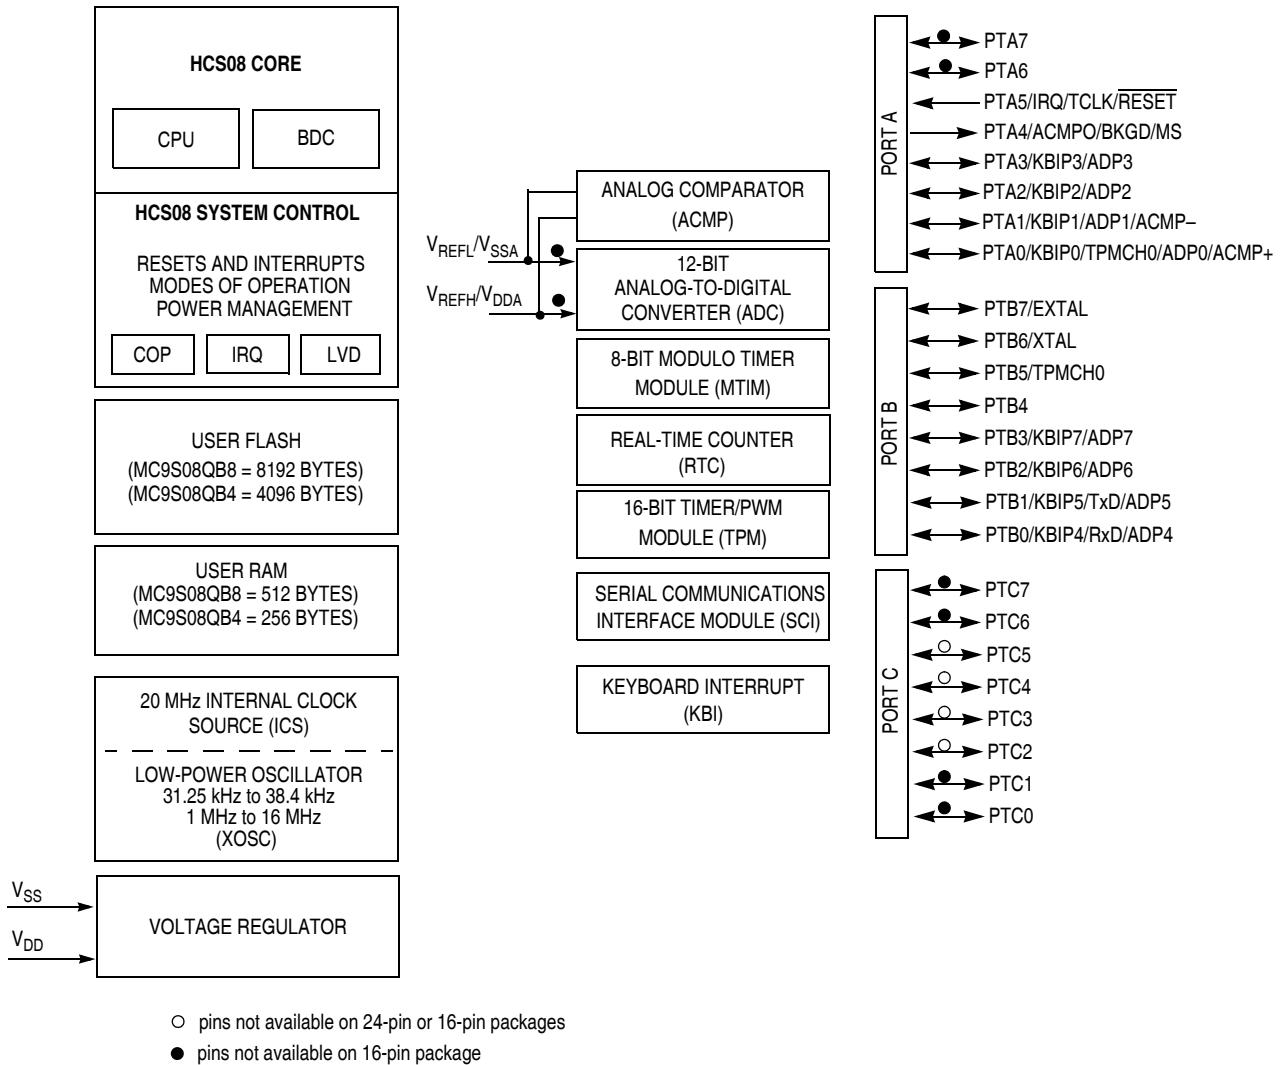 HCS08 CORE
CPU
BDC
HCS08 SYSTEM CONTROL
RESETS AND INTERRUPTS
MODES OF OPERATION
POWER MANAGEMENT
COP
IRQ
LVD
USER FLASH
(MC9S08QB8 = 8192 BYTES)
(MC9S08QB4 = 4096 BYTES)
USER RAM
(MC9S08QB8 = 512 BYTES)
(MC9S08QB4 = 256 BYTES)
20 MHz INTERNAL CLOCK
SOURCE (ICS)
LOW-POWER OSCILLATOR
31.25 kHz to 38.4 kHz
1 MHz to 16 MHz
(XOSC)
VSS
VDD
VOLTAGE REGULATOR
VREFL/VSSA
VREFH/VDDA
ANALOG COMPARATOR
(ACMP)
12-BIT
ANALOG-TO-DIGITAL
CONVERTER (ADC)
8-BIT MODULO TIMER
MODULE (MTIM)
REAL-TIME COUNTER
(RTC)
16-BIT TIMER/PWM
MODULE (TPM)
SERIAL COMMUNICATIONS
INTERFACE MODULE (SCI)
KEYBOARD INTERRUPT
(KBI)
PORT A
PTA7
PTA6
PTA5/IRQ/TCLK/RESET
PTA4/ACMPO/BKGD/MS
PTA3/KBIP3/ADP3
PTA2/KBIP2/ADP2
PTA1/KBIP1/ADP1/ACMP–
PTA0/KBIP0/TPMCH0/ADP0/ACMP+
PORT B
PTB7/EXTAL
PTB6/XTAL
PTB5/TPMCH0
PTB4
PTB3/KBIP7/ADP7
PTB2/KBIP6/ADP6
PTB1/KBIP5/TxD/ADP5
PTB0/KBIP4/RxD/ADP4
PORT C
PTC7
PTC6
PTC5
PTC4
PTC3
PTC2
PTC1
PTC0
pins not available on 24-pin or 16-pin packages
pins not available on 16-pin package